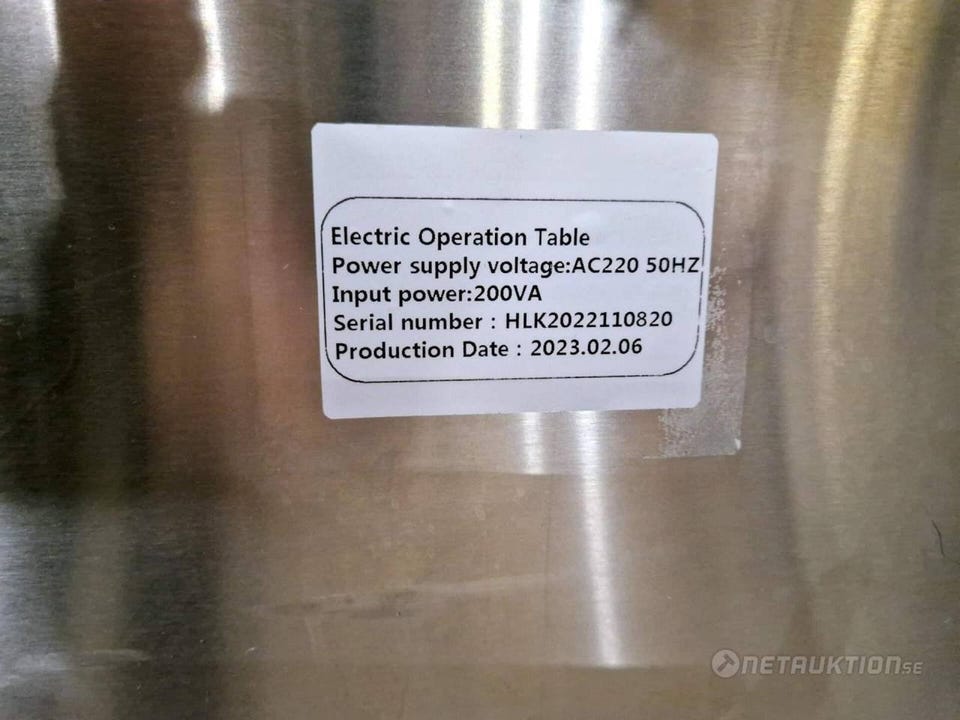 Electric Operation Table
Power supply voltage:AC220 50HZ
Input power:200VA
Serial number : HLK2022110820
Production Date : 2023.02.06
NETAUKTION.SE